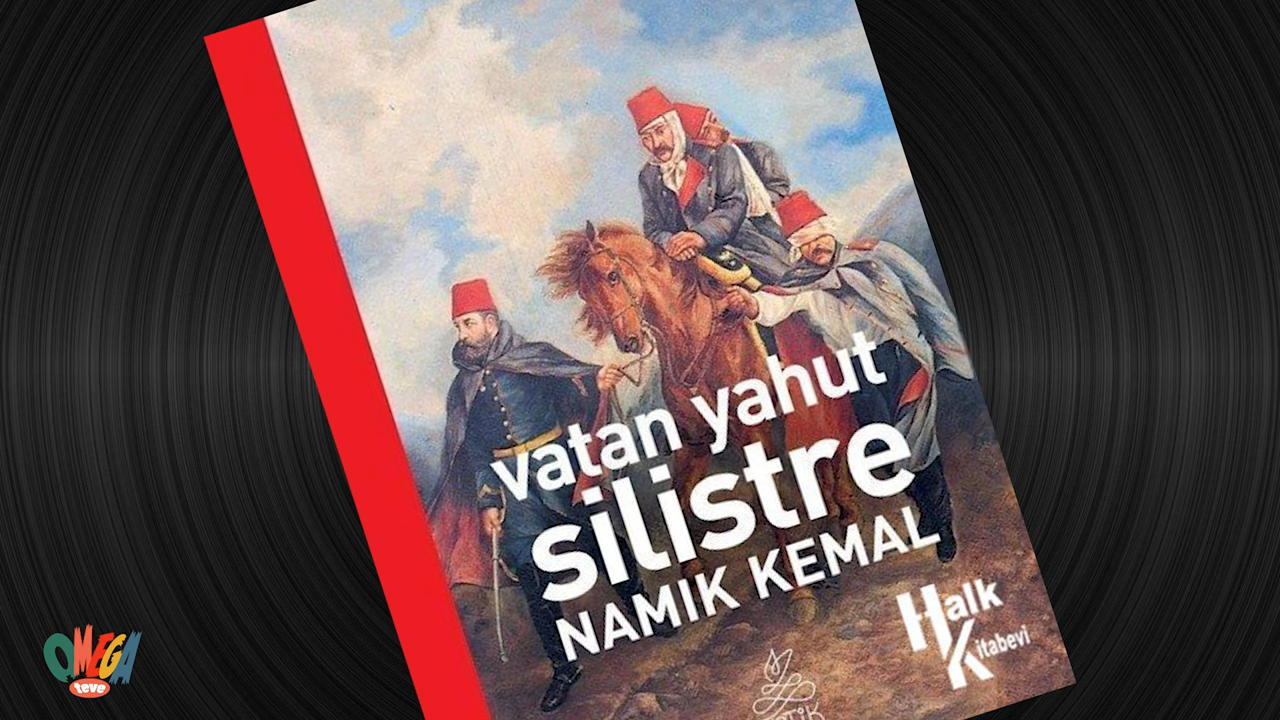 vatan yahut
silistre
NAMIK KEMAL
Halk
Kitabevi
OMEGA
teve